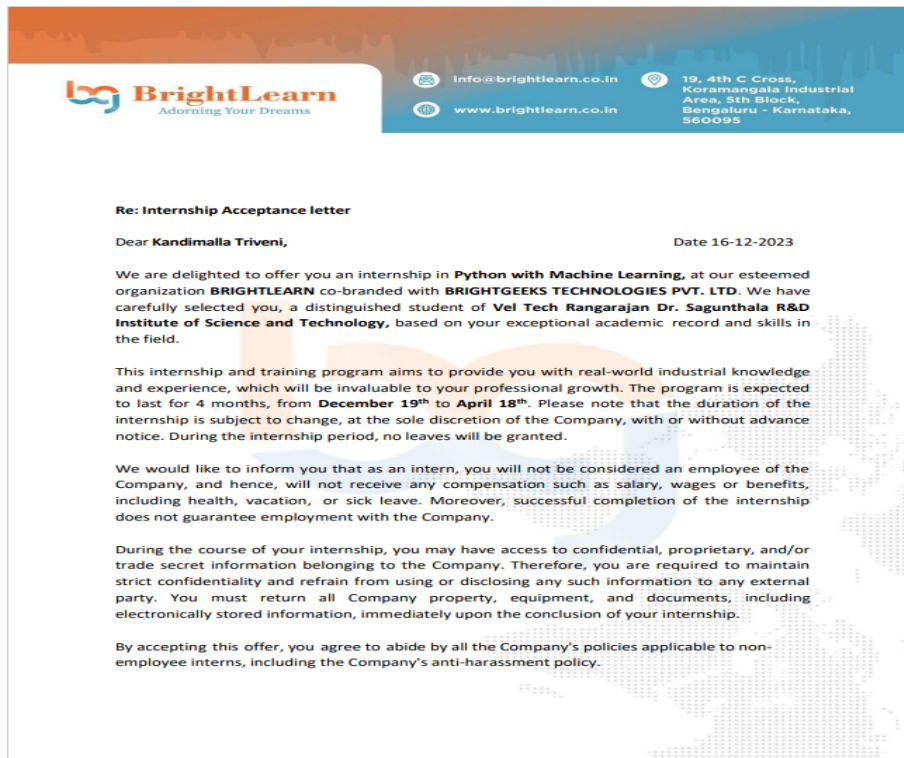 BrightLearn
Adorning Your Dreams
Info@brightlearn.co.in
www.brightlearn.co.in
19, 4th C Cross,
Koramangala Industrial
Area, 5th Block,
Bengaluru - Karnataka,
560095
Re: Internship Acceptance letter
Dear Kandimalla Triveni, Date 16-12-2023
We are delighted to offer you an internship in Python with Machine Learning, at our esteemed
organization BRIGHTLEARN co-branded with BRIGHTGEEKS TECHNOLOGIES PVT. LTD. We have
carefully selected you, a distinguished student of Vel Tech Rangarajan Dr. Sagunthala R&D
Institute of Science and Technology, based on your exceptional academic record and skills in
the field.
This internship and training program aims to provide you with real-world industrial knowledge
and experience, which will be invaluable to your professional growth. The program is expected
to last for 4 months, from December 19th to April 18th. Please note that the duration of the
internship is subject to change, at the sole discretion of the Company, with or without advance
notice. During the internship period, no leaves will be granted.
We would like to inform you that as an intern, you will not be considered an employee of the
Company, and hence, will not receive any compensation such as salary, wages or benefits,
including health, vacation, or sick leave. Moreover, successful completion of the internship
does not guarantee employment with the Company.
During the course of your internship, you may have access to confidential, proprietary, and/or
trade secret information belonging to the Company. Therefore, you are required to maintain
strict confidentiality and refrain from using or disclosing any such information to any external
party. You must return all Company property, equipment, and documents, including
electronically stored information, immediately upon the conclusion of your internship.
By accepting this offer, you agree to abide by all the Company's policies applicable to non-
employee interns, including the Company's anti-harassment policy.